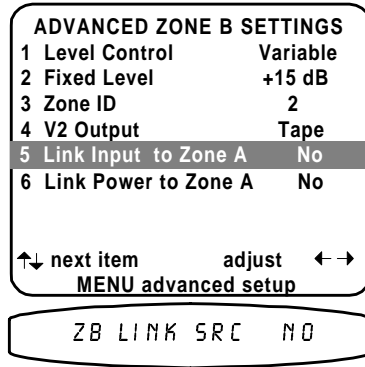 ADVANCED ZONE B SETTINGS
1 Level Control Variable
2 Fixed Level +15 dB
3 Zone ID 2
4 V2 Output Tape
5 Link Input to Zone A No
6 Link Power to Zone A No
↑↓ next item adjust ←→
MENU advanced setup
ZB LINK SRC NO